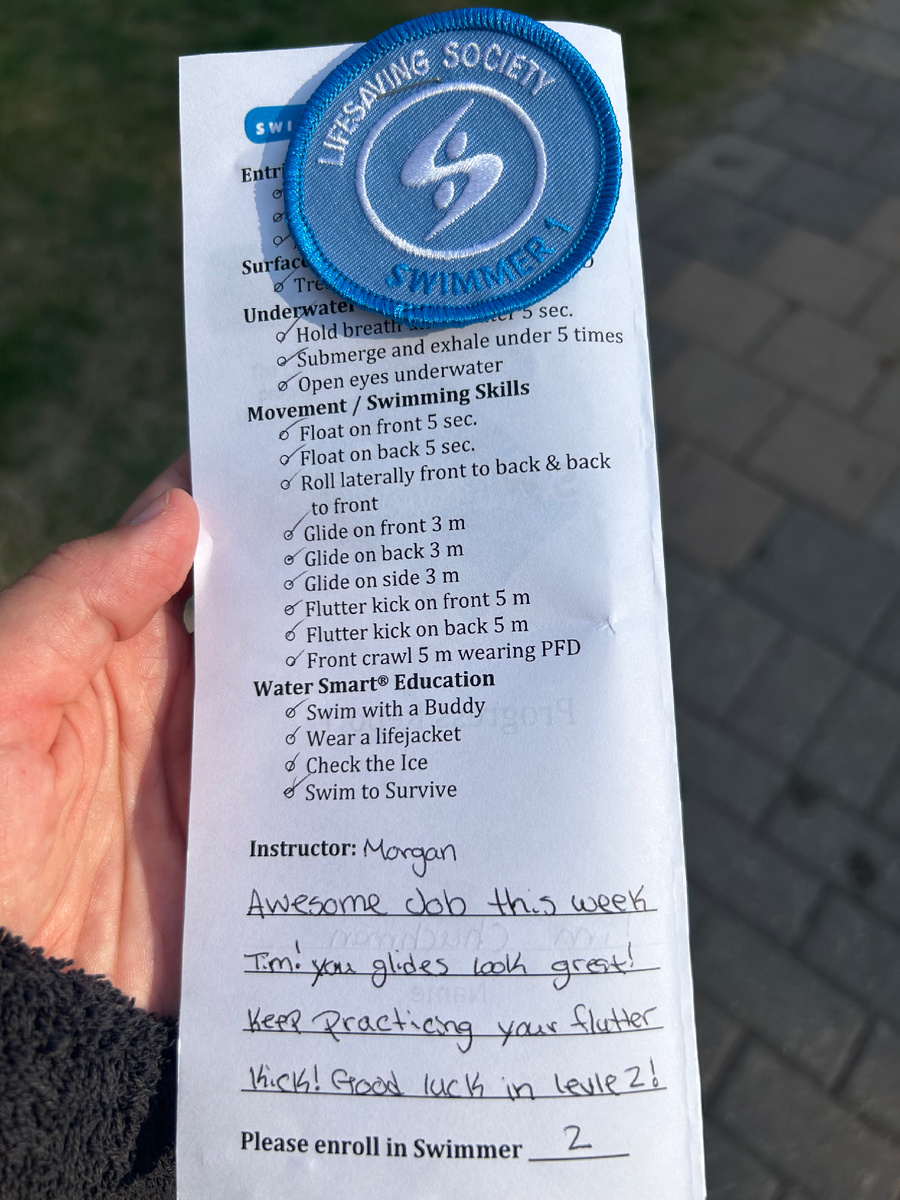 LIFESAVING SOCIETY
SWIMMER 1
SWI
Entri
Surfac
Tre
Underwater
Hold breath 5 sec.
Submerge and exhale under 5 times
Open eyes underwater
Movement / Swimming Skills
Float on front 5 sec.
Float on back 5 sec.
Roll laterally front to back & back
to front
Glide on front 3 m
Glide on back 3 m
Glide on side 3 m
Flutter kick on front 5 m
Flutter kick on back 5 m
Front crawl 5 m wearing PFD
Water Smart® Education
Swim with a Buddy
Wear a lifejacket
Check the Ice
Swim to Survive
Instructor: Morgan
Awesome Job this week
Tim! you glides look great!
Keep Practicing your flutter
Kick! Good luck in levle 2!
Please enroll in Swimmer 2